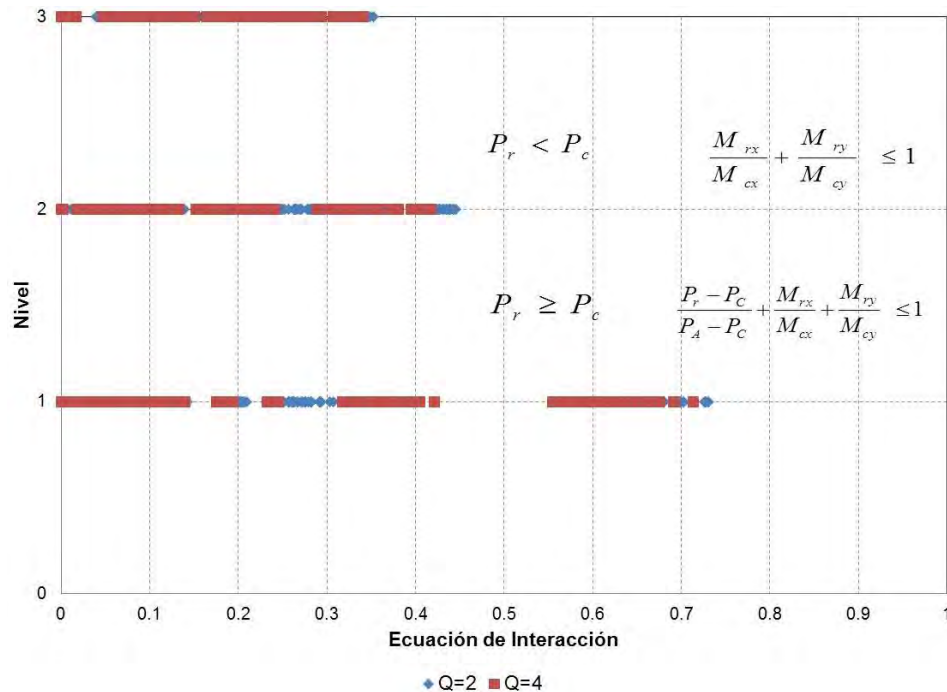 3
P_r < P_c
M_rx / M_cx + M_ry / M_cy ≤ 1
2
P_r ≥ P_c
P_r − P_C / P_A − P_C + M_rx / M_cx + M_ry / M_cy ≤ 1
Nivel
1
0
0 0.1 0.2 0.3 0.4 0.5 0.6 0.7 0.8 0.9 1
Ecuación de Interacción
Q=2 Q=4